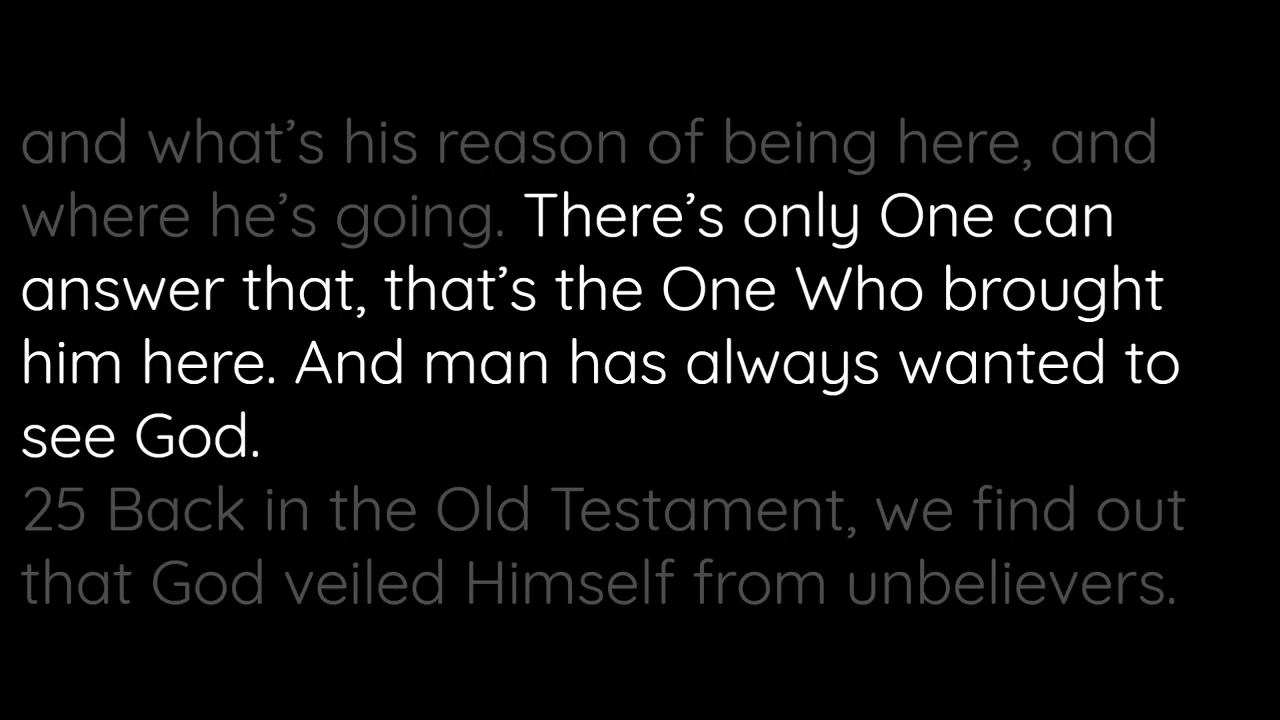 and what’s his reason of being here, and
where he’s going. There’s only One can
answer that, that’s the One Who brought
him here. And man has always wanted to
see God.
25 Back in the Old Testament, we find out
that God veiled Himself from unbelievers.